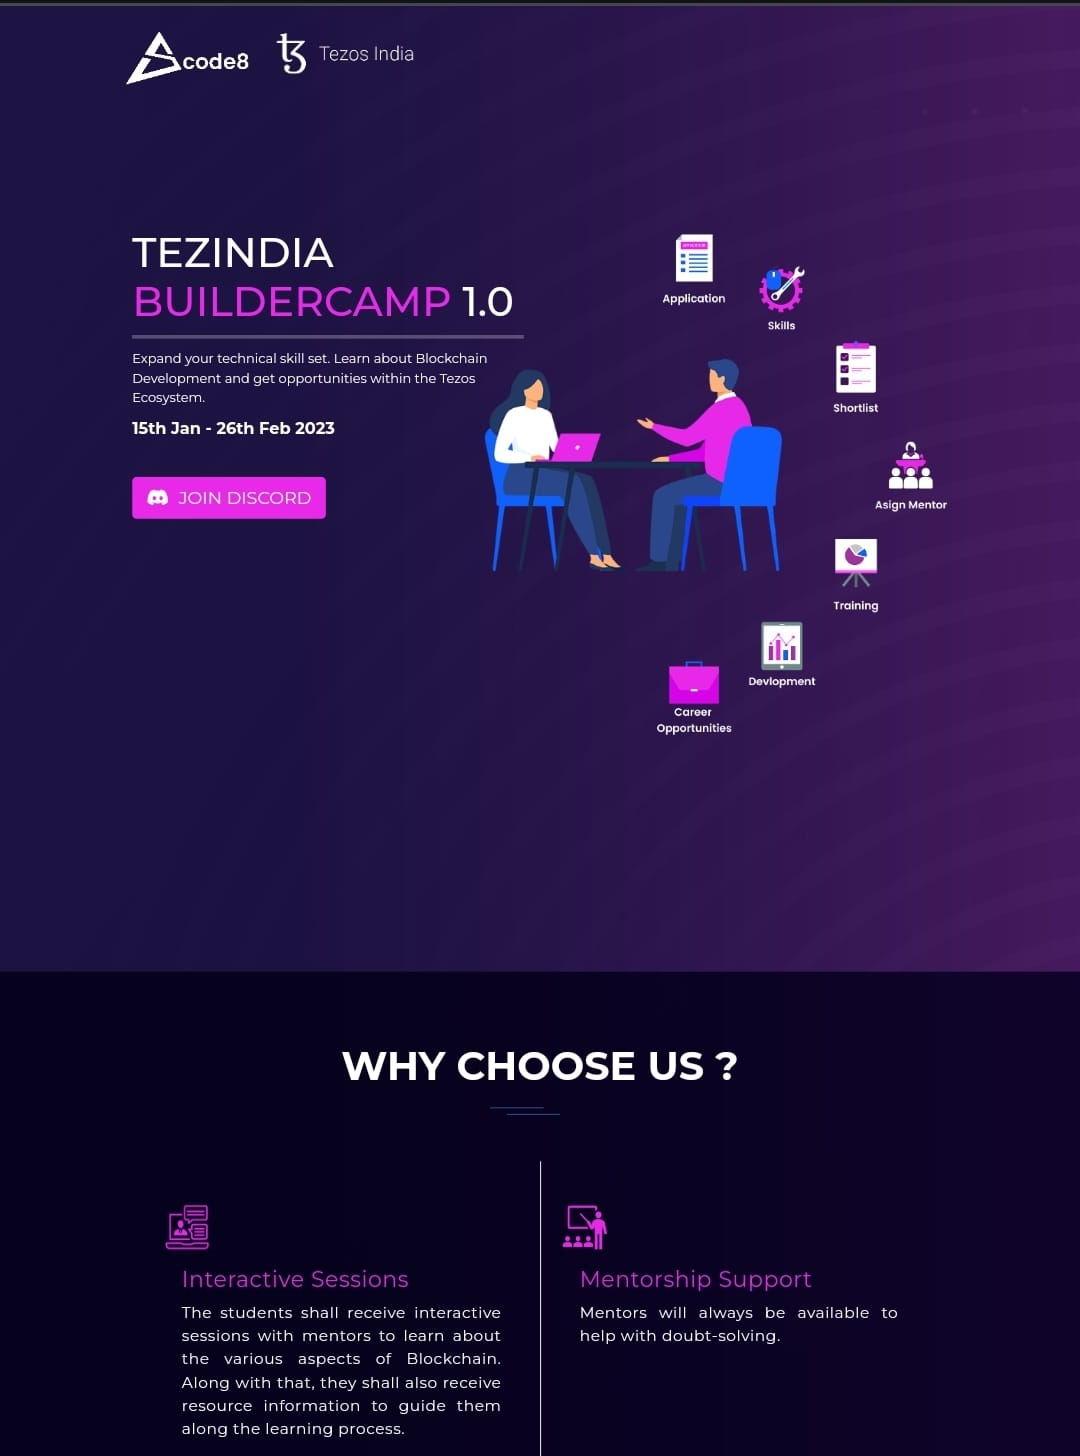 code8
Tezos India
TEZINDIA
BUILDERCAMP 1.0
Expand your technical skill set. Learn about Blockchain
Development and get opportunities within the Tezos
Ecosystem.
15th Jan - 26th Feb 2023
JOIN DISCORD
Application
Skills
Shortlist
Asign Mentor
Training
Devlopment
Career
Opportunities
WHY CHOOSE US ?
Interactive Sessions
The students shall receive interactive
sessions with mentors to learn about
the various aspects of Blockchain.
Along with that, they shall also receive
resource information to guide them
along the learning process.
Mentorship Support
Mentors will always be available to
help with doubt-solving.